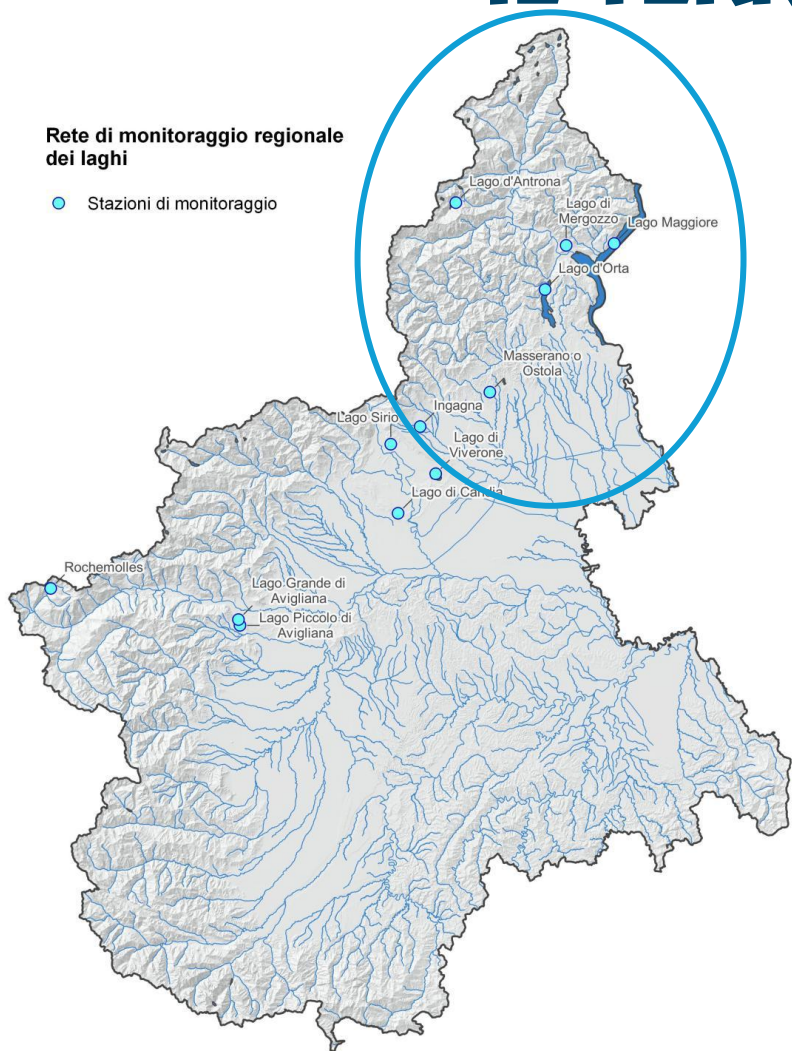 Rete di monitoraggio regionale
dei laghi
Stazioni di monitoraggio
Lago d'Antrona
Lago di
Mergozzo
Lago Maggiore
Lago d'Orta
Masserano o
Ostola
Ingagna
Lago Sirio
Lago di
Viverone
Lago di Candia
Rochemolles
Lago Grande di
Avigliana
Lago Piccolo di
Avigliana